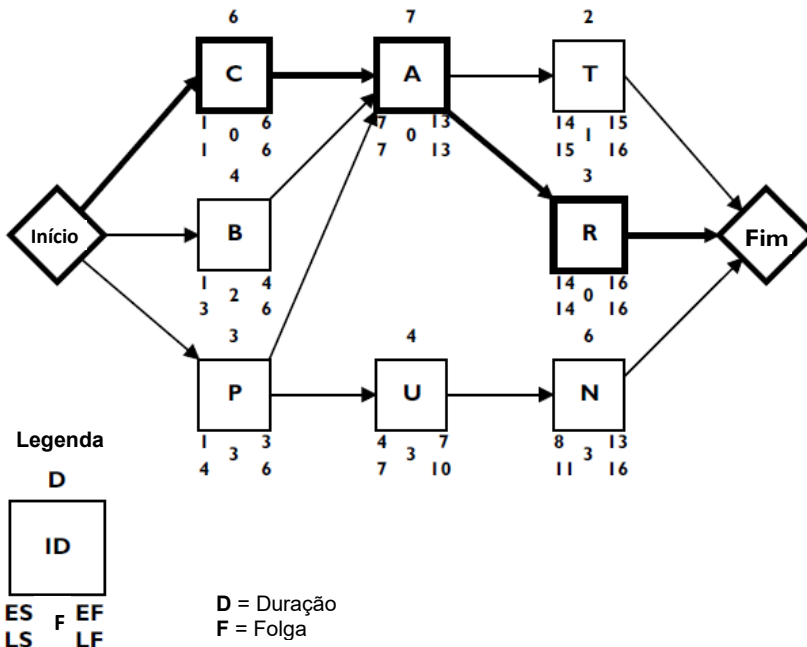 6 7 2
C A T
1 6 7 13 14 15
0 0 1
1 6 7 13 15 16
4 3
Início B R Fim
1 4 14 16
2 0
3 6 14 16
3 4 6
P U N
1 3 4 7 8 13
3 3 3
4 6 7 10 11 16
Legenda
D
ID
ES EF
F
LS LF
D = Duração
F = Folga